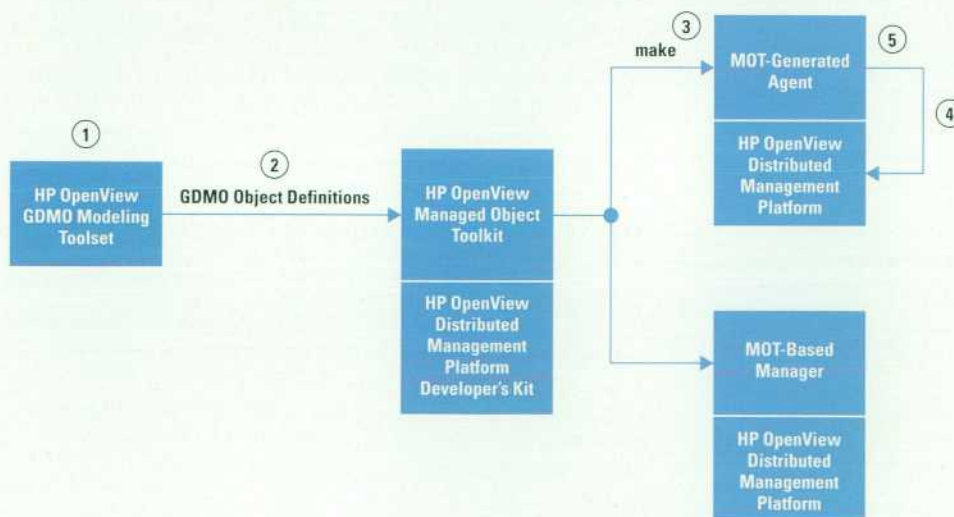 1
HP OpenView
GDMO Modeling
Toolset
2
GDMO Object Definitions
HP OpenView
Managed Object
Toolkit
HP OpenView
Distributed
Management
Platform
Developer's Kit
3
make
MOT-Generated
Agent
5
4
HP OpenView
Distributed
Management
Platform
MOT-Based
Manager
HP OpenView
Distributed
Management
Platform